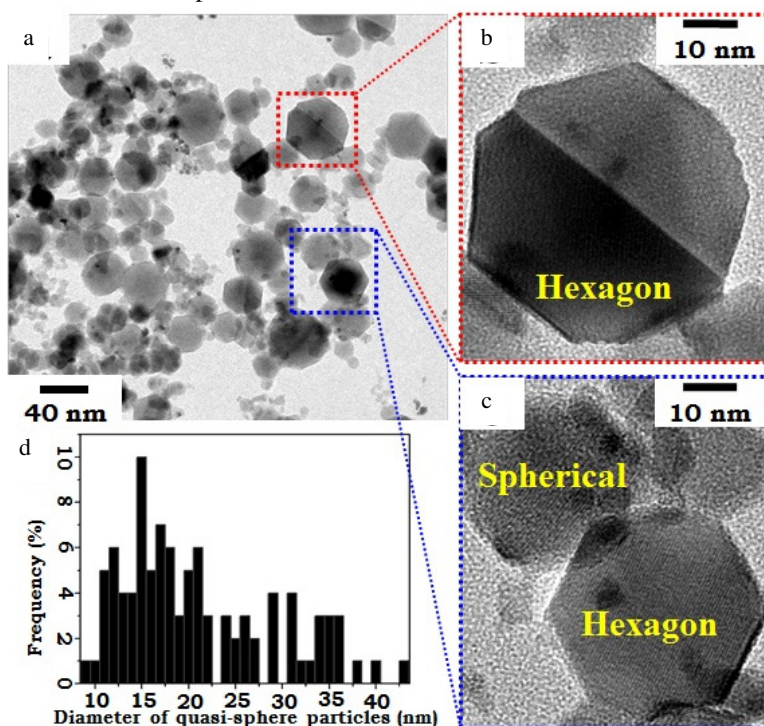 a
40 nm
b
10 nm
Hexagon
c
10 nm
Spherical
Hexagon
d
Frequency (%)
10
8
6
4
2
0
10 15 20 25 30 35 40
Diameter of quasi-sphere particles (nm)